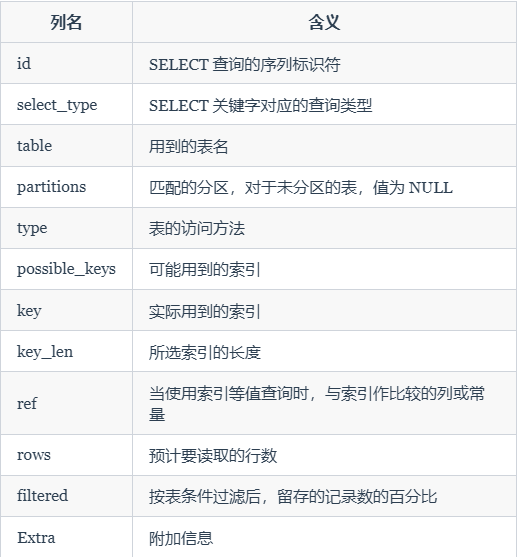 列名 含义
id SELECT 查询的序列标识符
select_type SELECT 关键字对应的查询类型
table 用到的表名
partitions 匹配的分区，对于未分区的表，值为 NULL
type 表的访问方法
possible_keys 可能用到的索引
key 实际用到的索引
key_len 所选索引的长度
ref 当使用索引等值查询时，与索引作比较的列或常
量
rows 预计要读取的行数
filtered 按表条件过滤后，留存的记录数的百分比
Extra 附加信息